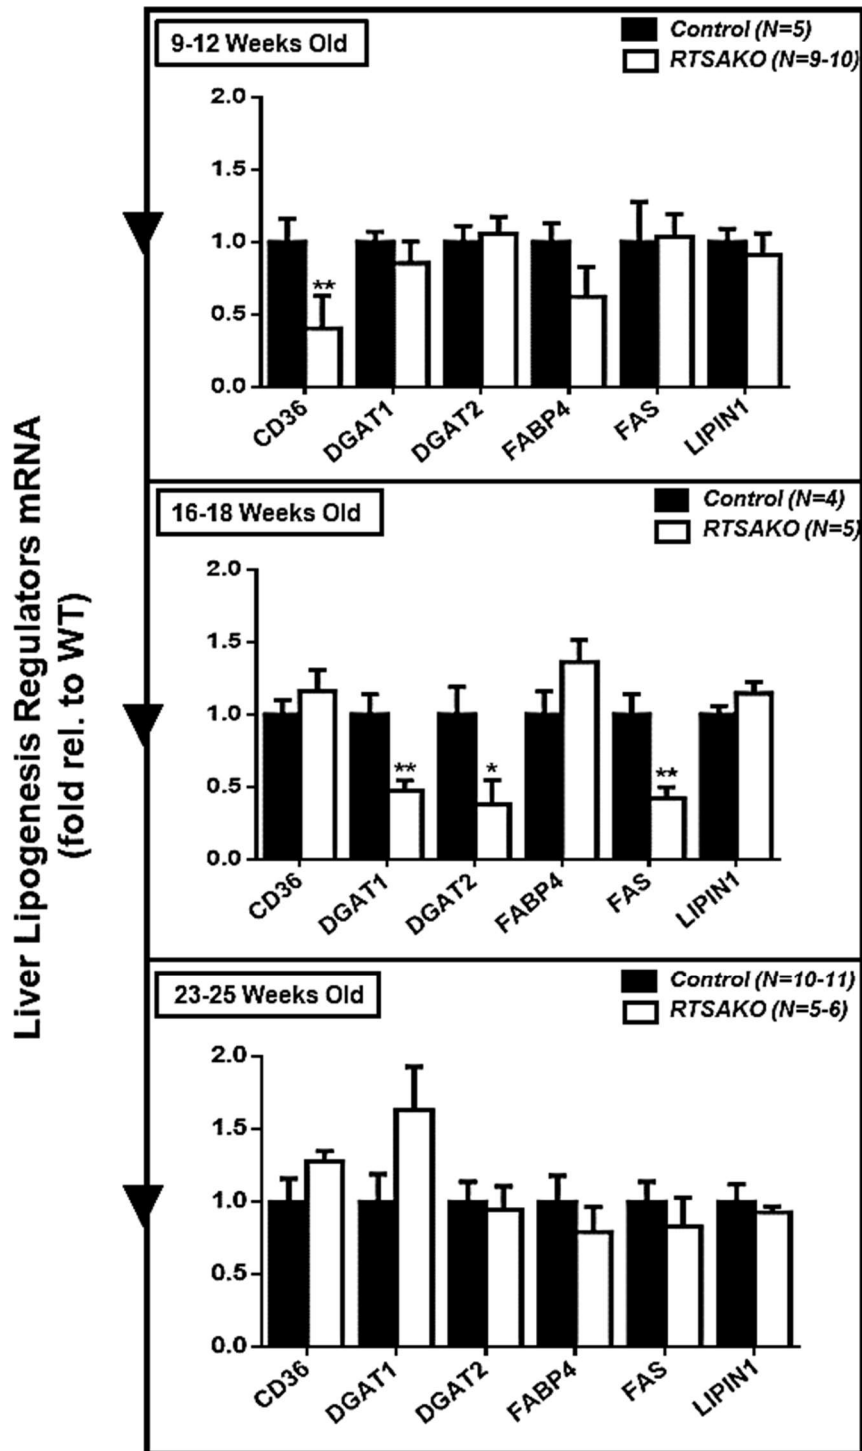 Liver Lipogenesis Regulators mRNA
(fold rel. to WT)
9-12 Weeks Old
Control (N=5)
RTSAKO (N=9-10)
2.0
1.5
1.0
0.5
0.0
**
CD36
DGAT1
DGAT2
FABP4
FAS
LIPIN1
16-18 Weeks Old
Control (N=4)
RTSAKO (N=5)
2.0
1.5
1.0
0.5
0.0
**
*
**
CD36
DGAT1
DGAT2
FABP4
FAS
LIPIN1
23-25 Weeks Old
Control (N=10-11)
RTSAKO (N=5-6)
2.0
1.5
1.0
0.5
0.0
CD36
DGAT1
DGAT2
FABP4
FAS
LIPIN1